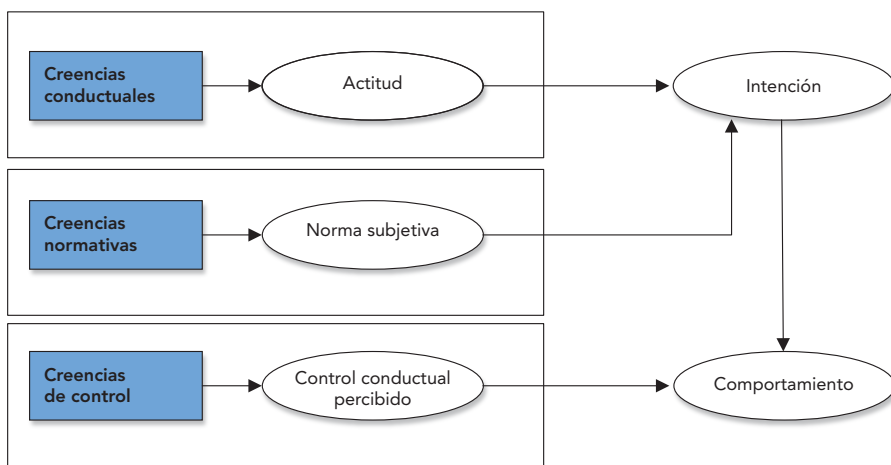 Creencias
conductuales
Actitud
Intención
Creencias
normativas
Norma subjetiva
Creencias
de control
Control conductual
percibido
Comportamiento